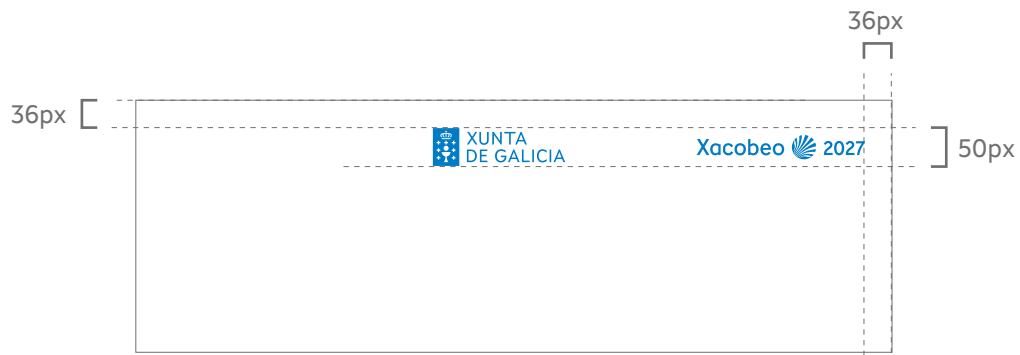 36px
36px
XUNTA
DE GALICIA
Xacobeo 2027
50px